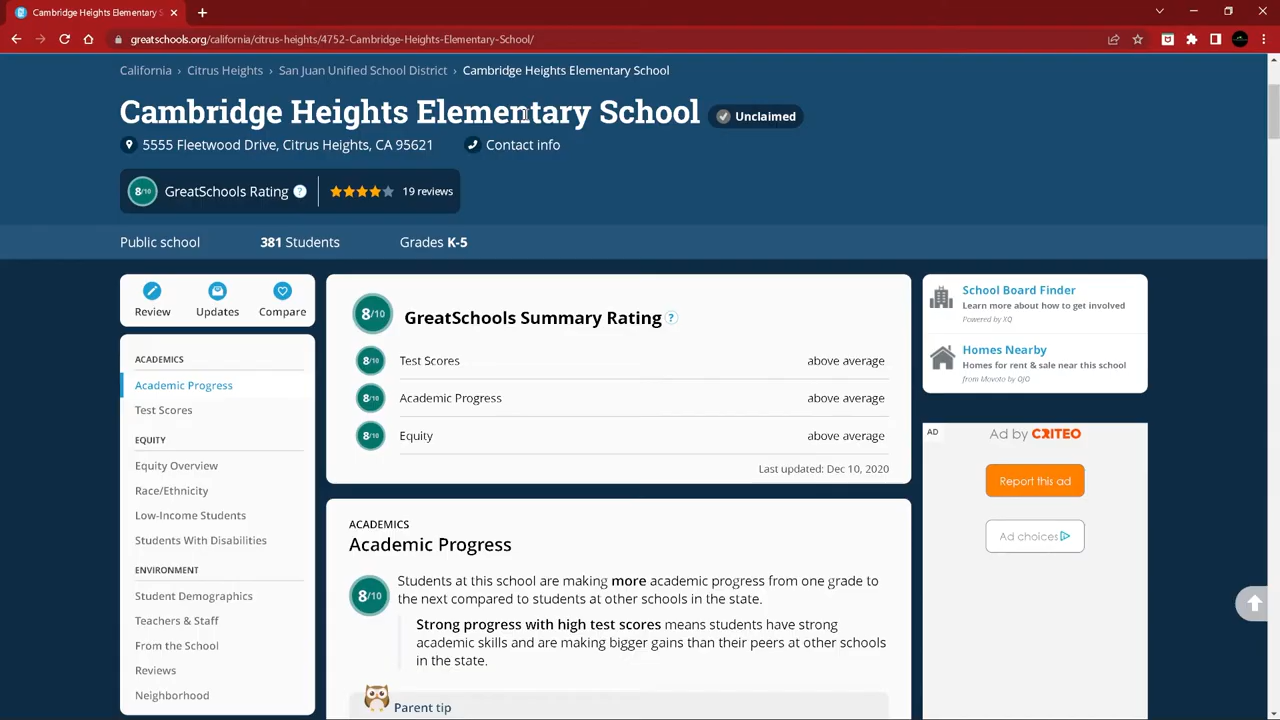 Cambridge Heights Elementary S
greatschools.org/california/citrus-heights/4752-Cambridge-Heights-Elementary-School/
California › Citrus Heights › San Juan Unified School District › Cambridge Heights Elementary School
Cambridge Heights Elementary School
Unclaimed
5555 Fleetwood Drive, Citrus Heights, CA 95621
Contact info
8/10 GreatSchools Rating ?
19 reviews
Public school
381 Students
Grades K-5
Review
Updates
Compare
ACADEMICS
Academic Progress
Test Scores
EQUITY
Equity Overview
Race/Ethnicity
Low-Income Students
Students With Disabilities
ENVIRONMENT
Student Demographics
Teachers & Staff
From the School
Reviews
Neighborhood
8/10 GreatSchools Summary Rating ?
8/10 Test Scores above average
8/10 Academic Progress above average
8/10 Equity above average
Last updated: Dec 10, 2020
ACADEMICS
Academic Progress
8/10
Students at this school are making more academic progress from one grade to
the next compared to students at other schools in the state.
Strong progress with high test scores means students have strong
academic skills and are making bigger gains than their peers at other schools
in the state.
Parent tip
School Board Finder
Learn more about how to get involved
Powered by XQ
Homes Nearby
Homes for rent & sale near this school
from Movoto by OJO
AD
Ad by CRITEO
Report this ad
Ad choices